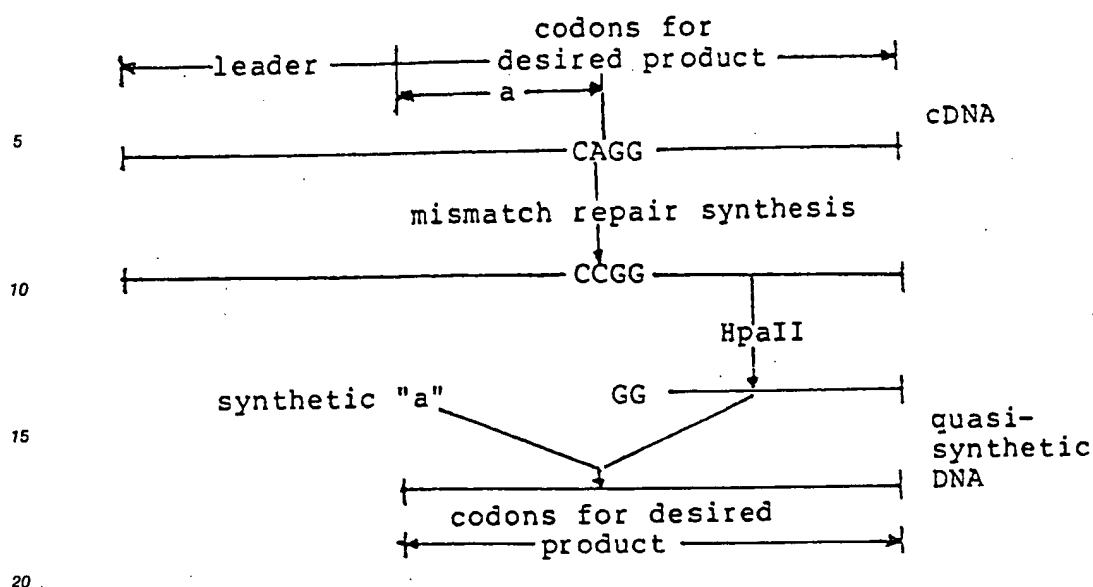 codons for
leader desired product
a
cDNA
5
CAGG
mismatch repair synthesis
CCGG
10
HpaII
synthetic "a" GG
quasi-
15
synthetic
DNA
codons for desired
product
20